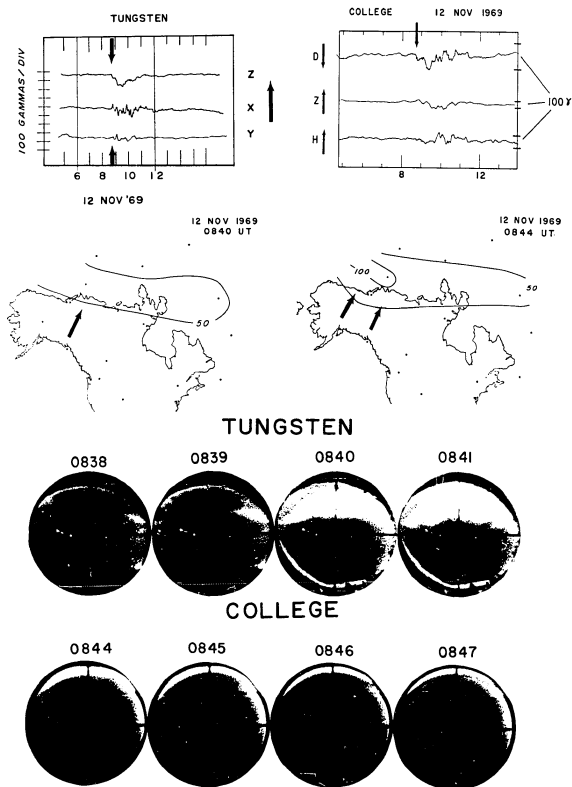 TUNGSTEN
100 GAMMAS/DIV
Z
X
Y
6 8 10 12
12 NOV '69
COLLEGE 12 NOV 1969
D
Z
H
100 γ
8 12
12 NOV 1969
0840 UT
50
12 NOV 1969
0844 UT
100
50
TUNGSTEN
0838 0839 0840 0841
COLLEGE
0844 0845 0846 0847